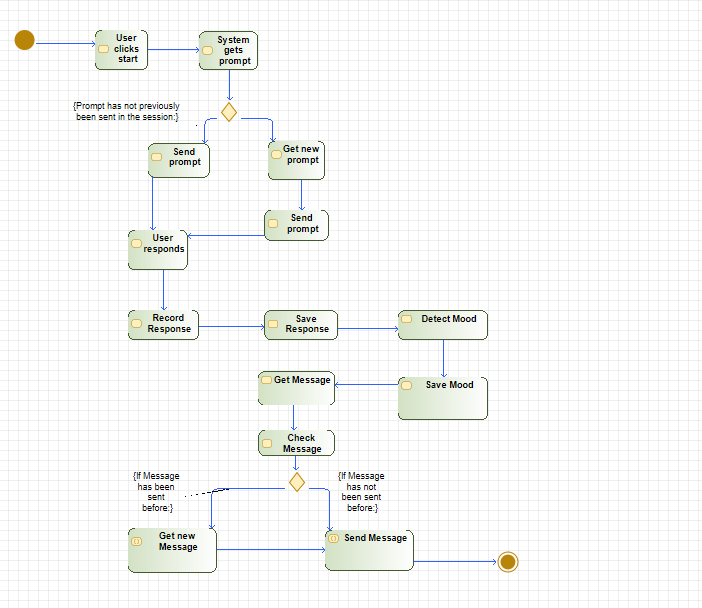 User
clicks
start
System
gets
prompt
{Prompt has not previously
been sent in the session:}
Send
prompt
Get new
prompt
Send
prompt
User
responds
Record
Response
Save
Response
Detect Mood
Get Message
Save Mood
Check
Message
{If Message
has been
sent
before:}
{If Message
has not
been sent
before:}
Get new
Message
Send Message